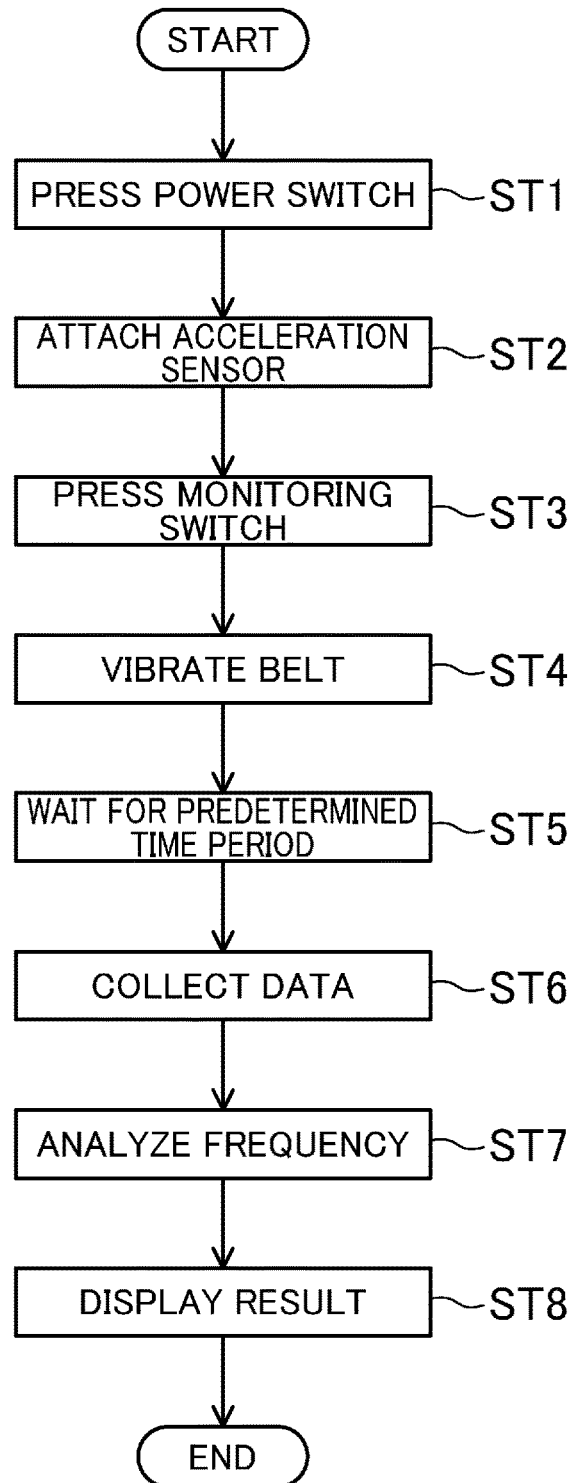 START
PRESS POWER SWITCH
ST1
ATTACH ACCELERATION
SENSOR
ST2
PRESS MONITORING
SWITCH
ST3
VIBRATE BELT
ST4
WAIT FOR PREDETERMINED
TIME PERIOD
ST5
COLLECT DATA
ST6
ANALYZE FREQUENCY
ST7
DISPLAY RESULT
ST8
END